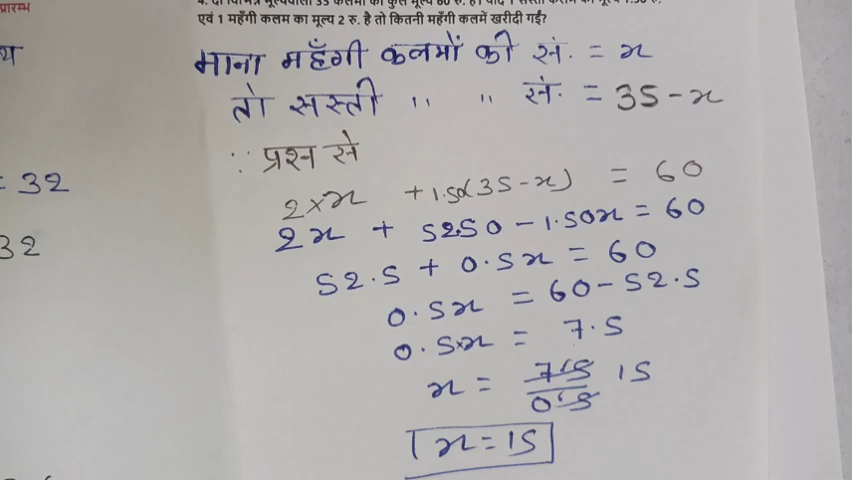 प्रारम्भ
एवं 1 महँगी कलम का मूल्य 2 रु. है तो कितनी महँगी कलमें खरीदी गईं?
माना महँगी कलमों की सं. = x
तो सस्ती " " सं. = 35-x
∵ प्रश्न से
= 32
32
2×x + 1.50(35-x) = 60
2x + 52.50 - 1.50x = 60
52.5 + 0.5x = 60
0.5x = 60-52.5
0.5x = 7.5
x = 7.5/0.5 15
x=15